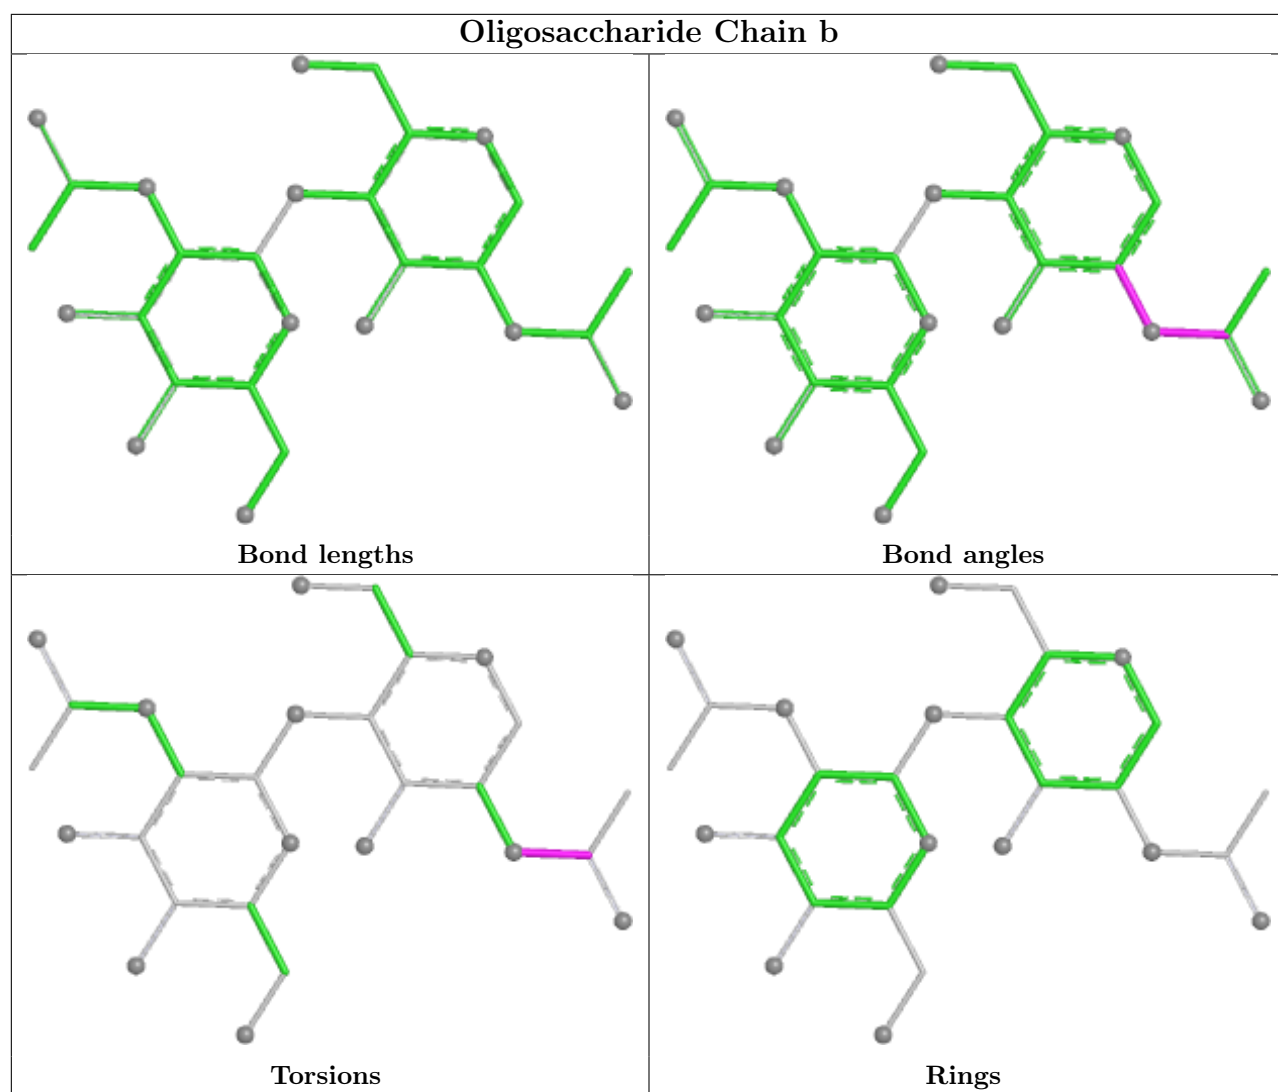 Oligosaccharide Chain b
Bond lengths
Bond angles
Torsions
Rings